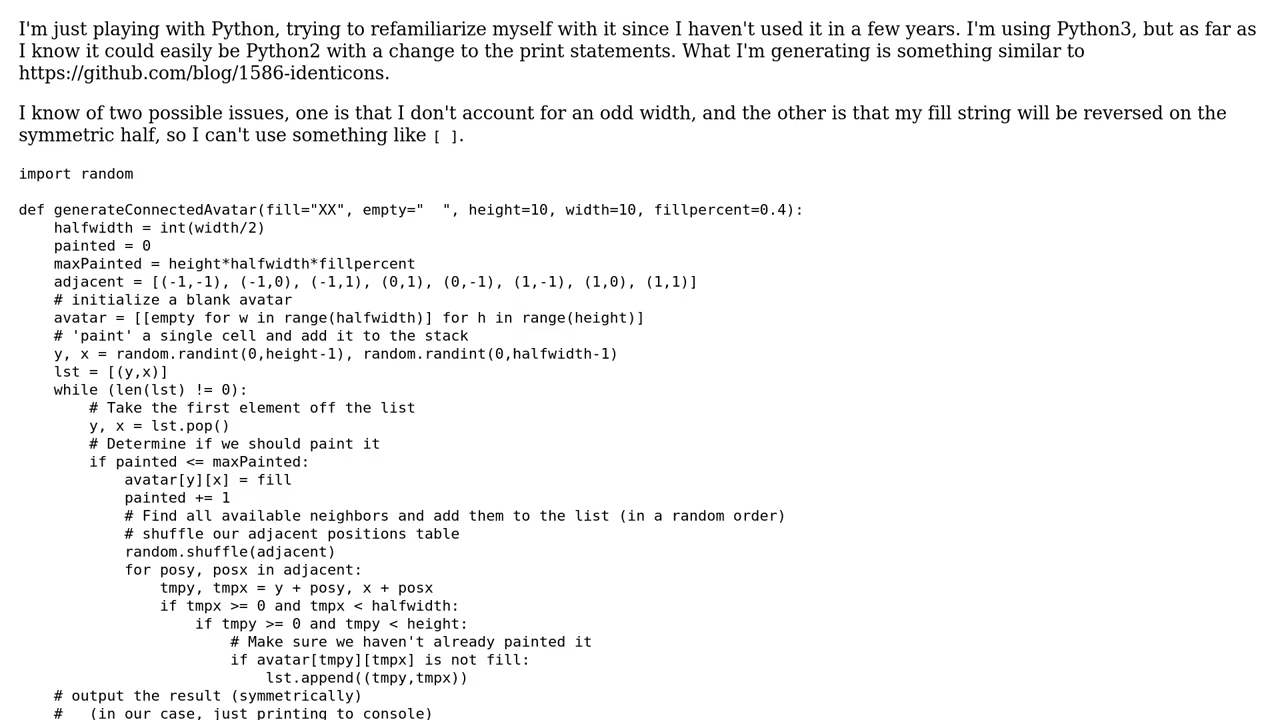 I'm just playing with Python, trying to refamiliarize myself with it since I haven't used it in a few years. I'm using Python3, but as far as
I know it could easily be Python2 with a change to the print statements. What I'm generating is something similar to
https://github.com/blog/1586-identicons.
I know of two possible issues, one is that I don't account for an odd width, and the other is that my fill string will be reversed on the
symmetric half, so I can't use something like [ ].
import random
def generateConnectedAvatar(fill="XX", empty="  ", height=10, width=10, fillpercent=0.4):
    halfwidth = int(width/2)
    painted = 0
    maxPainted = height*halfwidth*fillpercent
    adjacent = [(-1,-1), (-1,0), (-1,1), (0,1), (0,-1), (1,-1), (1,0), (1,1)]
    # initialize a blank avatar
    avatar = [[empty for w in range(halfwidth)] for h in range(height)]
    # 'paint' a single cell and add it to the stack
    y, x = random.randint(0,height-1), random.randint(0,halfwidth-1)
    lst = [(y,x)]
    while (len(lst) != 0):
        # Take the first element off the list
        y, x = lst.pop()
        # Determine if we should paint it
        if painted <= maxPainted:
            avatar[y][x] = fill
            painted += 1
            # Find all available neighbors and add them to the list (in a random order)
            # shuffle our adjacent positions table
            random.shuffle(adjacent)
            for posy, posx in adjacent:
                tmpy, tmpx = y + posy, x + posx
                if tmpx >= 0 and tmpx < halfwidth:
                    if tmpy >= 0 and tmpy < height:
                        # Make sure we haven't already painted it
                        if avatar[tmpy][tmpx] is not fill:
                            lst.append((tmpy,tmpx))
    # output the result (symmetrically)
    #   (in our case, just printing to console)